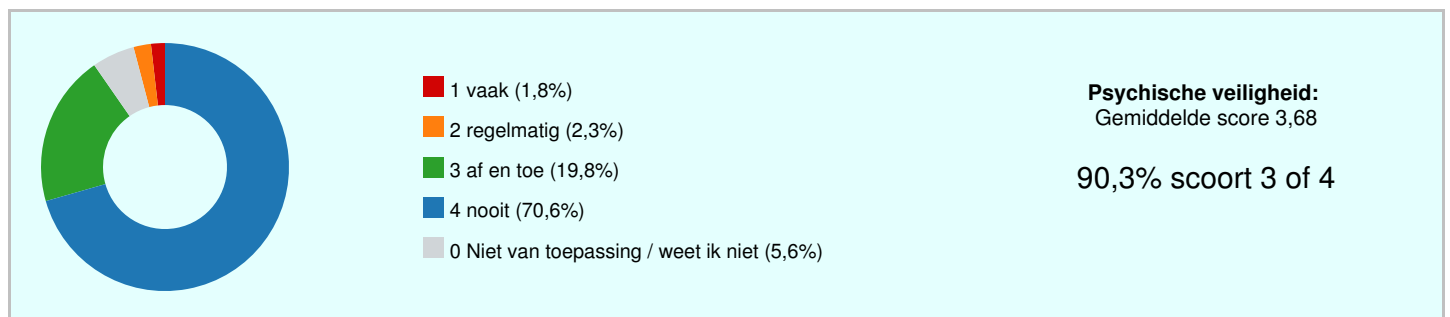 1 vaak (1,8%)
2 regelmatig (2,3%)
3 af en toe (19,8%)
4 nooit (70,6%)
0 Niet van toepassing / weet ik niet (5,6%)
Psychische veiligheid:
Gemiddelde score 3,68
90,3% scoort 3 of 4